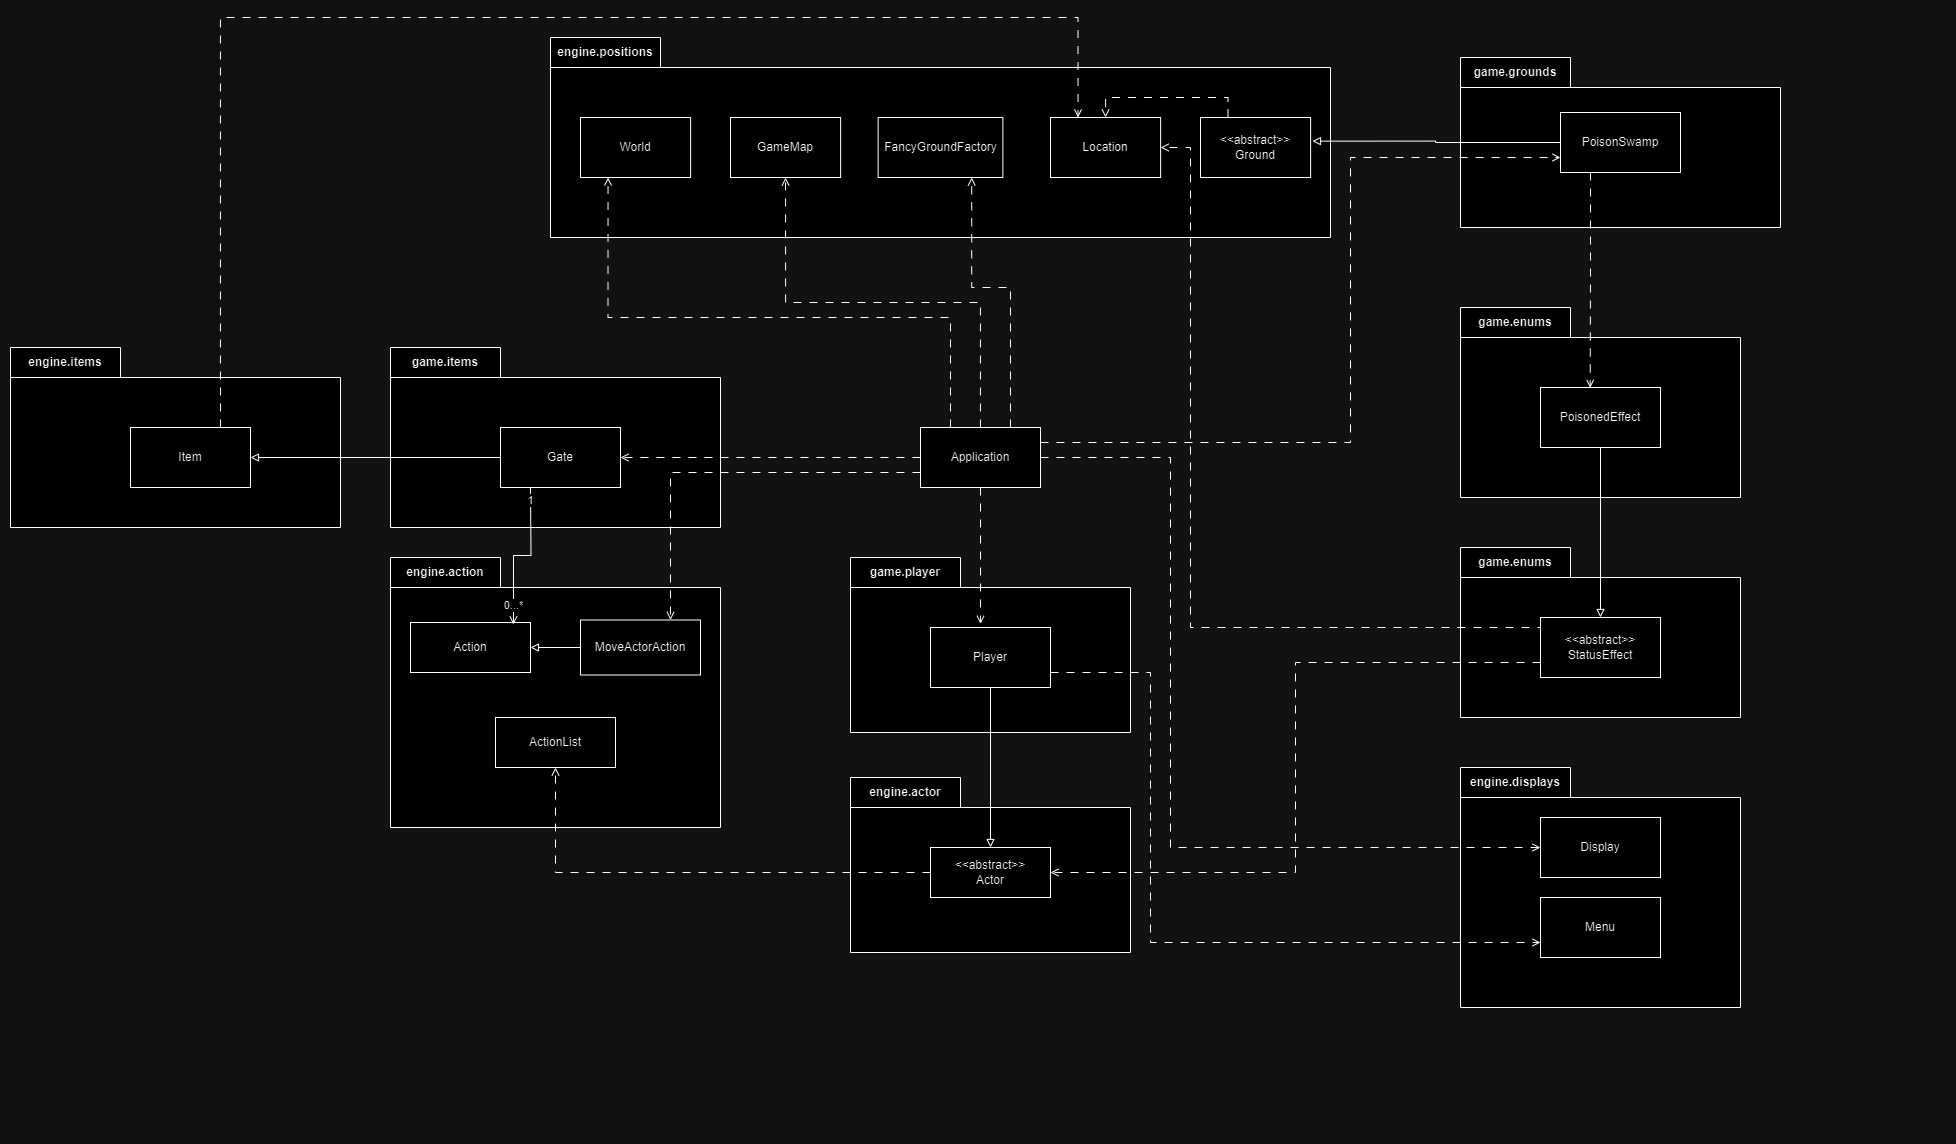 engine.positions
game.grounds
World
GameMap
FancyGroundFactory
Location
<<abstract>>
Ground
PoisonSwamp
game.enums
engine.items
game.items
PoisonedEffect
Item
Gate
Application
1
game.enums
engine.action
game.player
0...*
<<abstract>>
StatusEffect
Action
MoveActorAction
Player
ActionList
engine.displays
engine.actor
Display
<<abstract>>
Actor
Menu